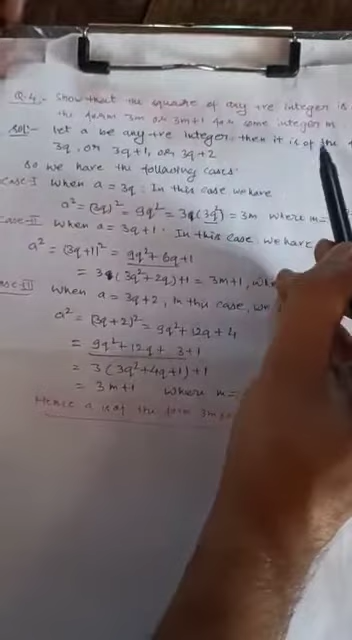 Q.4.- Show that the square of any +ve integer is
the form 3m or 3m+1 for some integer m
Sol:- Let a be any +ve integer. then it is of the
3q, or 3q+1, or 3q+2
So we have the following cases
Case-I When a = 3q. In this case we have
a² = (3q)² = 9q² = 3q(3q²) = 3m where m=
Case-II When a = 3q+1. In this case, we have
a² = (3q+1)² = 9q²+6q+1
= 3(3q²+2q)+1 = 3m+1,
Case-III When a = 3q+2, In this case, we
a² = (3q+2)² = 9q²+12q+4
= 9q²+12q+3+1
= 3(3q²+4q+1)+1
= 3m+1 where m=
Hence a is of the form 3m